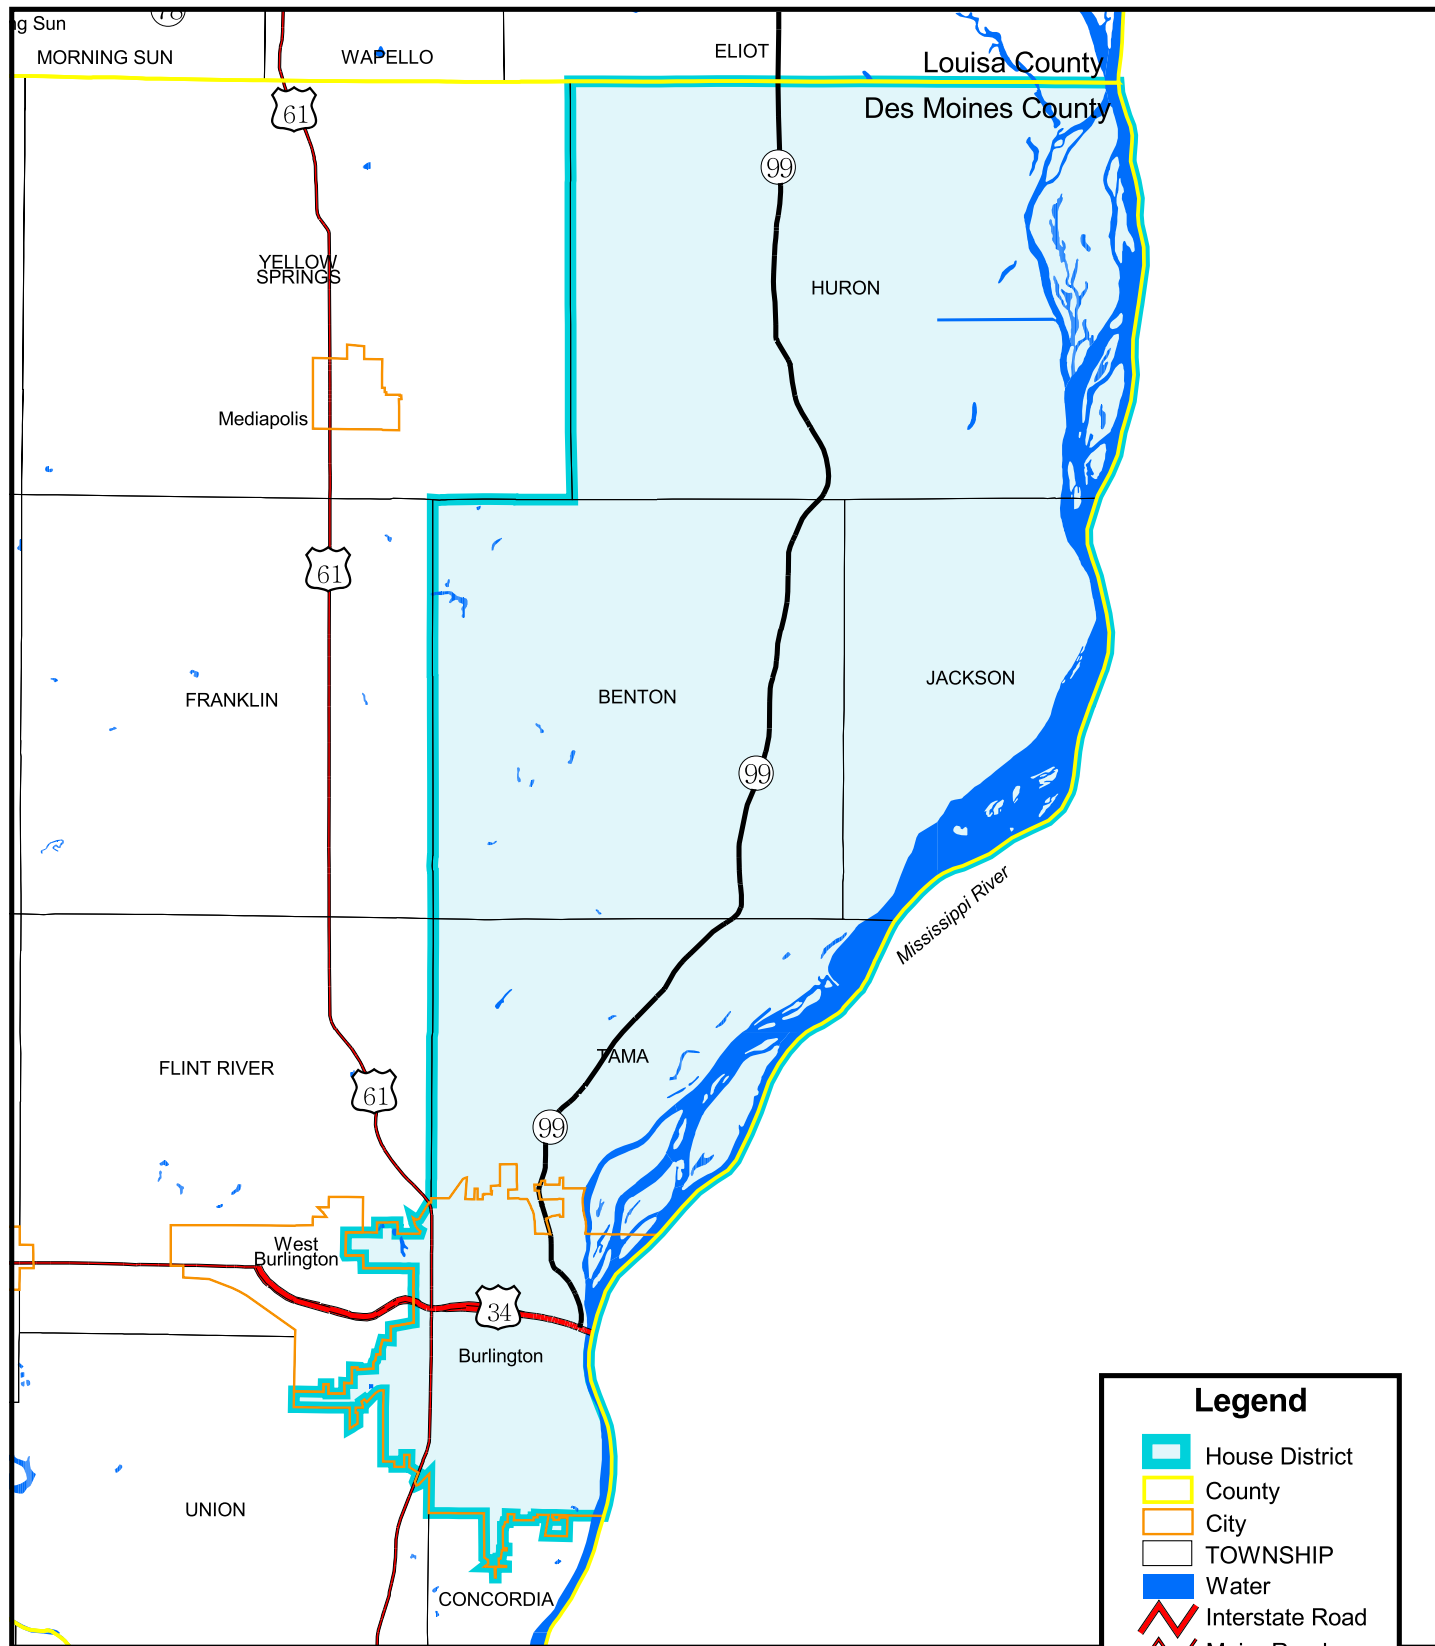 78
ng Sun
MORNING SUN
WAPELLO
ELIOT
Louisa County
Des Moines County
61
99
YELLOW
SPRINGS
HURON
Mediapolis
61
FRANKLIN
BENTON
JACKSON
99
Mississippi River
TAMA
FLINT RIVER
61
99
West
Burlington
34
Burlington
UNION
CONCORDIA
Legend
House District
County
City
TOWNSHIP
Water
Interstate Road